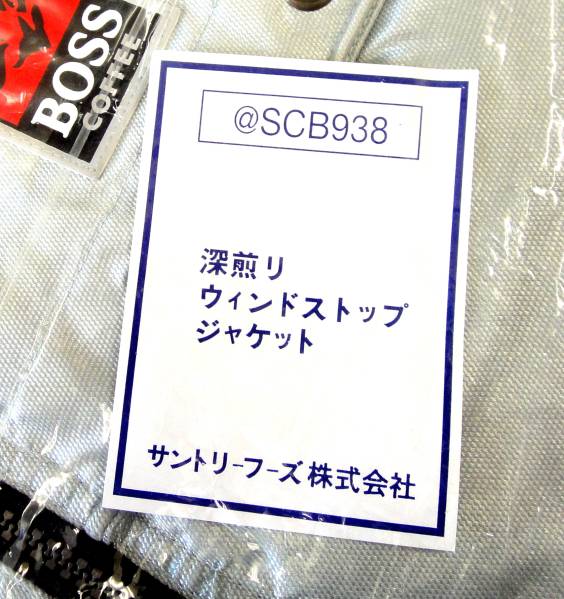 BOSS
COFFEE
@SCB938
深煎り
ウィンドストップ
ジャケット
サントリーフーズ株式会社